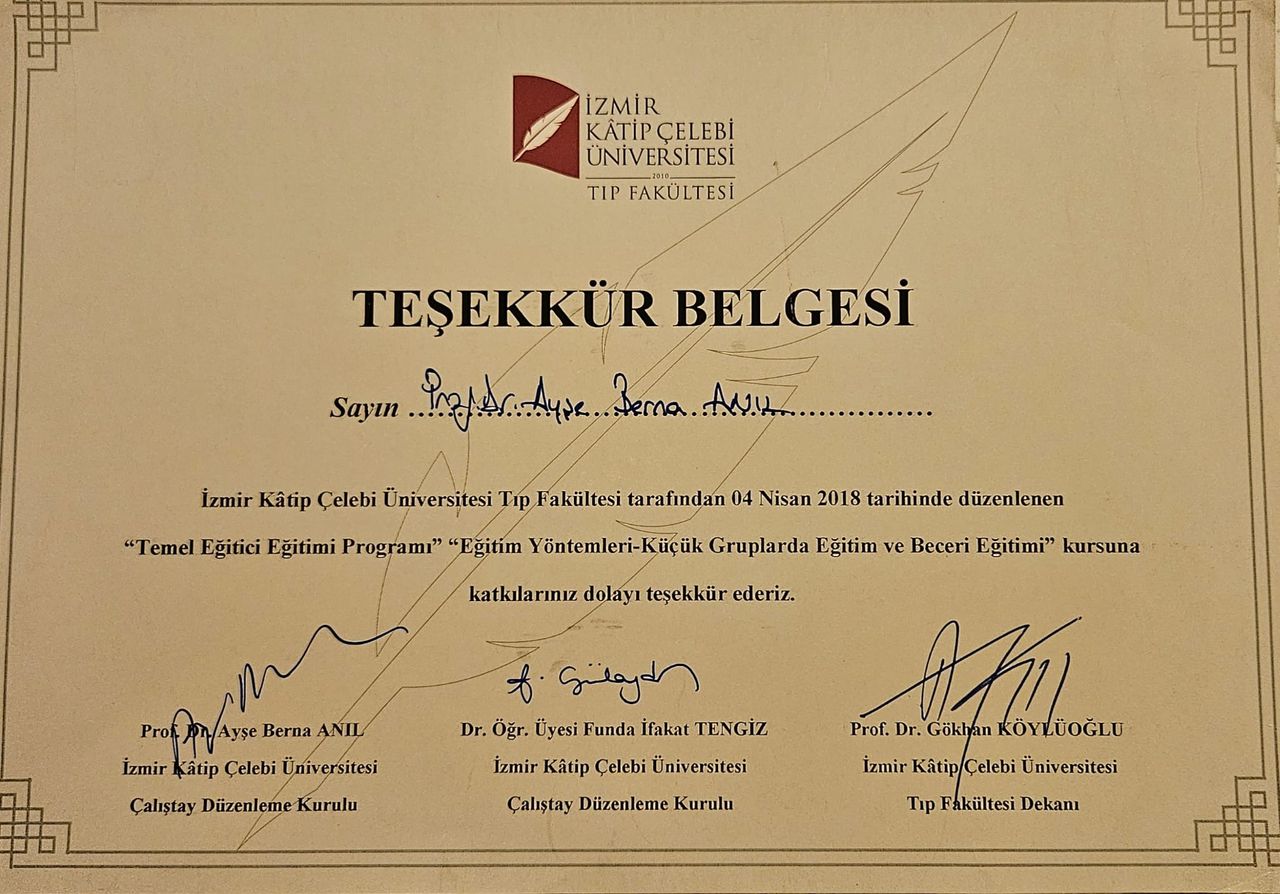 İZMİR
KÂTİP ÇELEBİ
ÜNİVERSİTESİ
2010
TIP FAKÜLTESİ
TEŞEKKÜR BELGESİ
Sayın Prof. Dr. Ayşe Berna ANIL
İzmir Kâtip Çelebi Üniversitesi Tıp Fakültesi tarafından 04 Nisan 2018 tarihinde düzenlenen
“Temel Eğitici Eğitimi Programı” “Eğitim Yöntemleri-Küçük Gruplarda Eğitim ve Beceri Eğitimi” kursuna
katkılarınız dolayı teşekkür ederiz.
Prof. Dr. Ayşe Berna ANIL Dr. Öğr. Üyesi Funda İfakat TENGİZ Prof. Dr. Gökhan KÖYLÜOĞLU
İzmir Kâtip Çelebi Üniversitesi İzmir Kâtip Çelebi Üniversitesi İzmir Kâtip Çelebi Üniversitesi
Çalıştay Düzenleme Kurulu Çalıştay Düzenleme Kurulu Tıp Fakültesi Dekanı